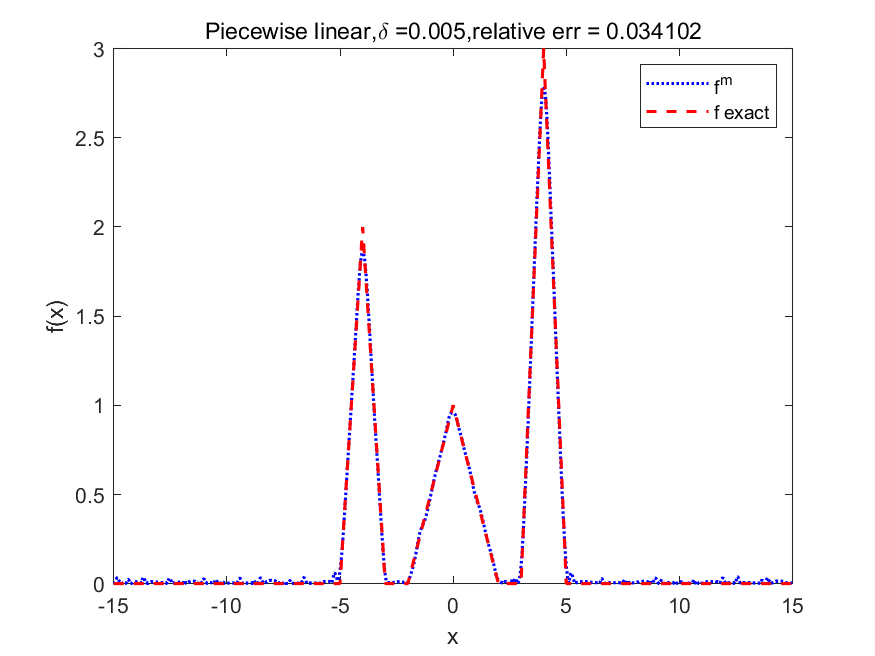 Piecewise linear,δ =0.005,relative err = 0.034102
3
2.5
2
1.5
1
0.5
0
f(x)
fᵐ
f exact
-15
-10
-5
0
5
10
15
x